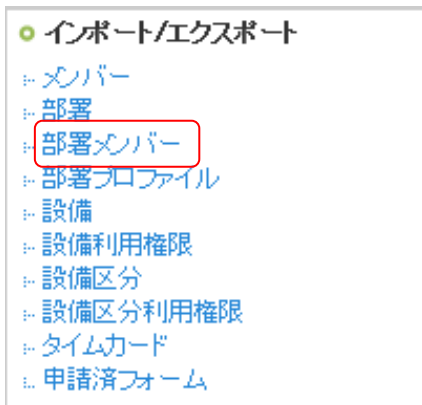 インポート/エクスポート
メンバー
部署
部署メンバー
部署プロファイル
設備
設備利用権限
設備区分
設備区分利用権限
タイムカード
申請済フォーム